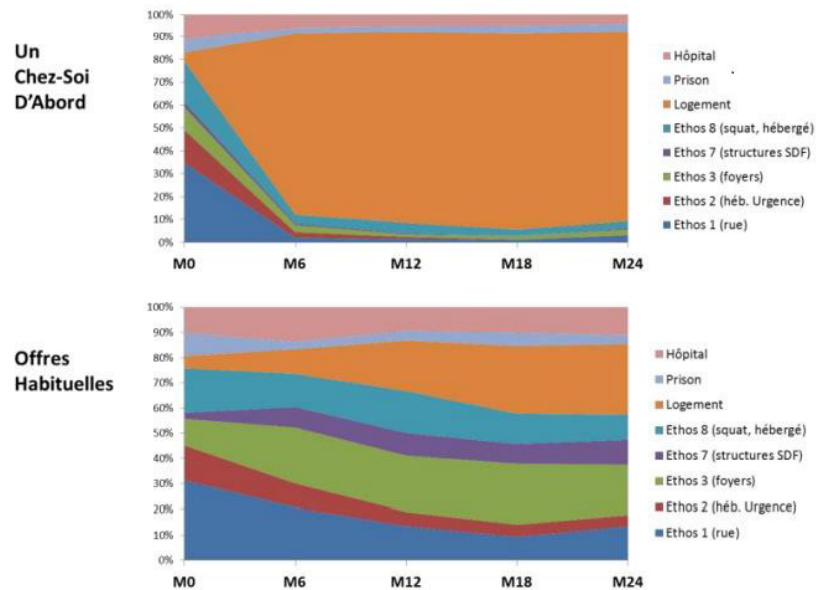 Un
Chez-Soi
D'Abord
100%
90%
80%
70%
60%
50%
40%
30%
20%
10%
0%
M0 M6 M12 M18 M24
Hôpital
Prison
Logement
Ethos 8 (squat, hébergé)
Ethos 7 (structures SDF)
Ethos 3 (foyers)
Ethos 2 (héb. Urgence)
Ethos 1 (rue)
Offres
Habituelles
100%
90%
80%
70%
60%
50%
40%
30%
20%
10%
0%
M0 M6 M12 M18 M24
Hôpital
Prison
Logement
Ethos 8 (squat, hébergé)
Ethos 7 (structures SDF)
Ethos 3 (foyers)
Ethos 2 (héb. Urgence)
Ethos 1 (rue)